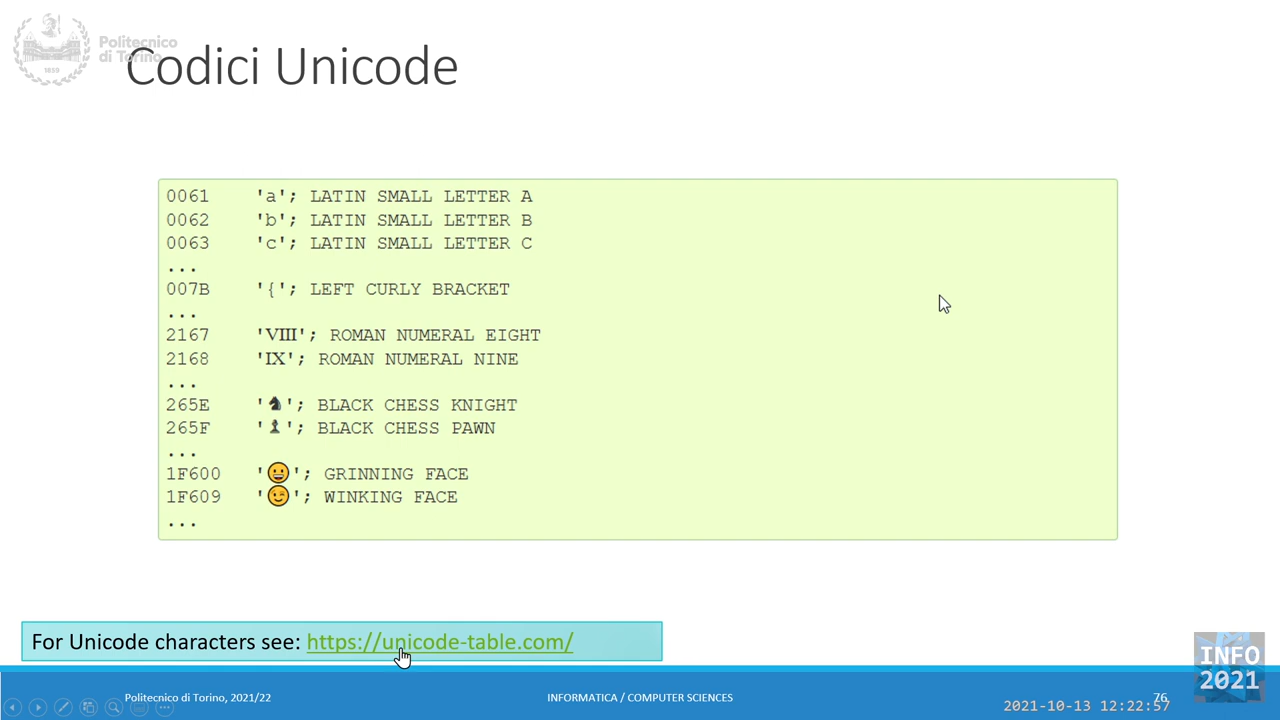 Politecnico
di Torino
1859
Codici Unicode
0061 'a'; LATIN SMALL LETTER A
0062 'b'; LATIN SMALL LETTER B
0063 'c'; LATIN SMALL LETTER C
...
007B '{'; LEFT CURLY BRACKET
...
2167 'Ⅷ'; ROMAN NUMERAL EIGHT
2168 'Ⅸ'; ROMAN NUMERAL NINE
...
265E '♞'; BLACK CHESS KNIGHT
265F '♟'; BLACK CHESS PAWN
...
1F600 '😀'; GRINNING FACE
1F609 '😉'; WINKING FACE
...
For Unicode characters see: https://unicode-table.com/
INFO
2021
Politecnico di Torino, 2021/22
INFORMATICA / COMPUTER SCIENCES
76
2021-10-13 12:22:57